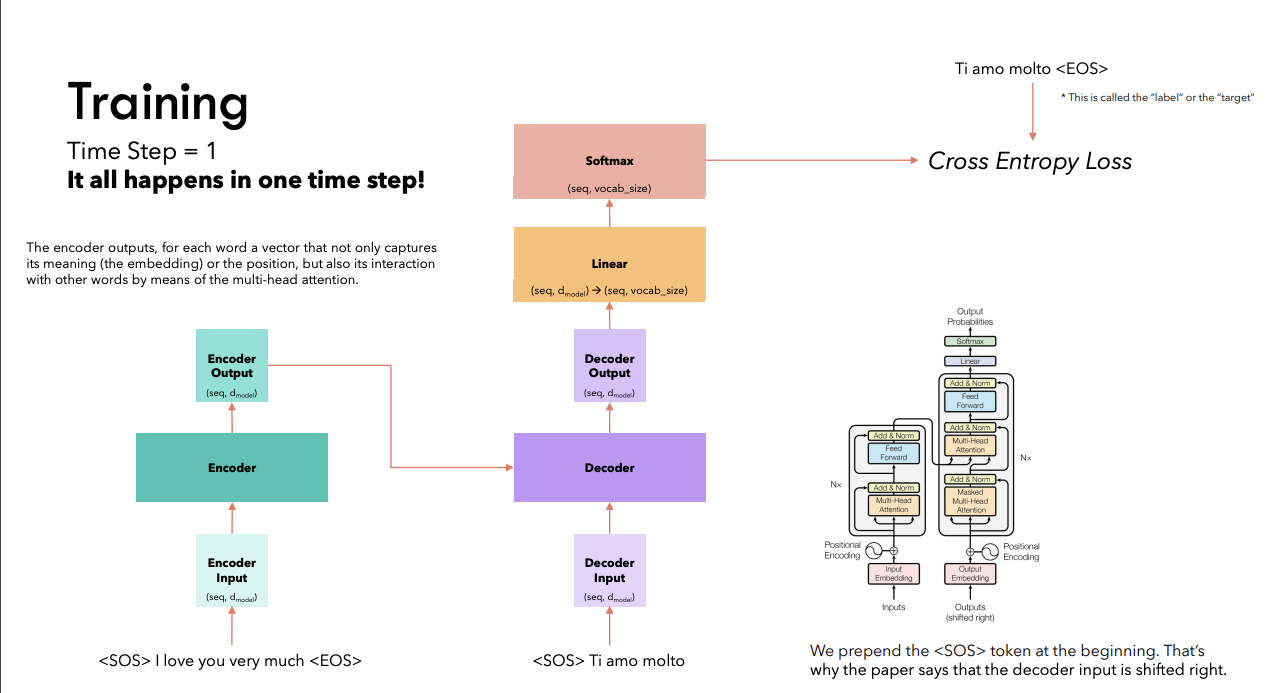 Training
Time Step = 1
It all happens in one time step!
The encoder outputs, for each word a vector that not only captures
its meaning (the embedding) or the position, but also its interaction
with other words by means of the multi-head attention.
Ti amo molto <EOS>
* This is called the “label” or the “target”
Cross Entropy Loss
Softmax
(seq, vocab_size)
Linear
(seq, dmodel) → (seq, vocab_size)
Encoder
Output
(seq, dmodel)
Decoder
Output
(seq, dmodel)
Encoder
Decoder
Encoder
Input
(seq, dmodel)
Decoder
Input
(seq, dmodel)
<SOS> I love you very much <EOS>
<SOS> Ti amo molto
Output
Probabilities
Softmax
Linear
Add & Norm
Feed
Forward
Add & Norm
Multi-Head
Attention
Add & Norm
Masked
Multi-Head
Attention
N×
Add & Norm
Feed
Forward
Add & Norm
Multi-Head
Attention
N×
Positional
Encoding
Positional
Encoding
Input
Embedding
Output
Embedding
Inputs
Outputs
(shifted right)
We prepend the <SOS> token at the beginning. That’s
why the paper says that the decoder input is shifted right.